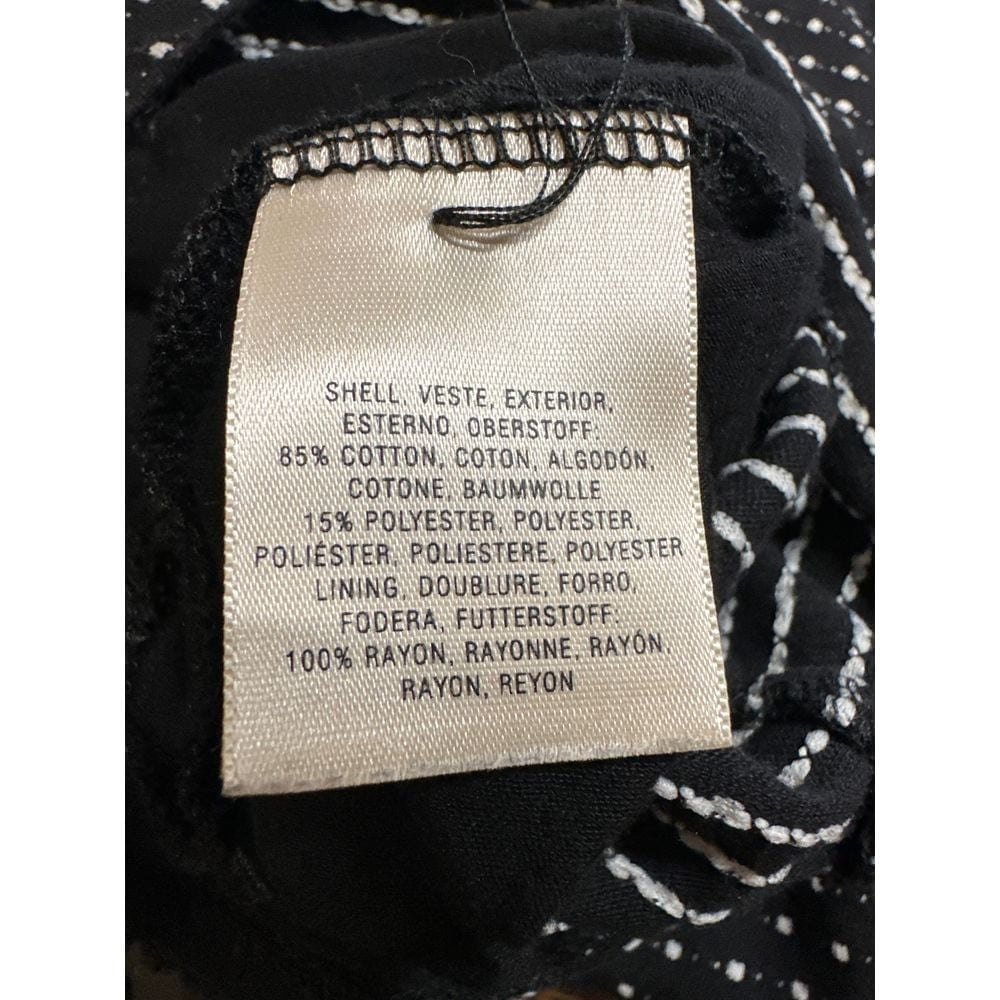 SHELL, VESTE, EXTERIOR,
ESTERNO, OBERSTOFF:
85% COTTON, COTON, ALGODÓN,
COTONE, BAUMWOLLE
15% POLYESTER, POLYESTER,
POLIÉSTER, POLIESTERE, POLYESTER
LINING, DOUBLURE, FORRO,
FODERA, FUTTERSTOFF:
100% RAYON, RAYONNE, RAYÓN,
RAYON, REYON